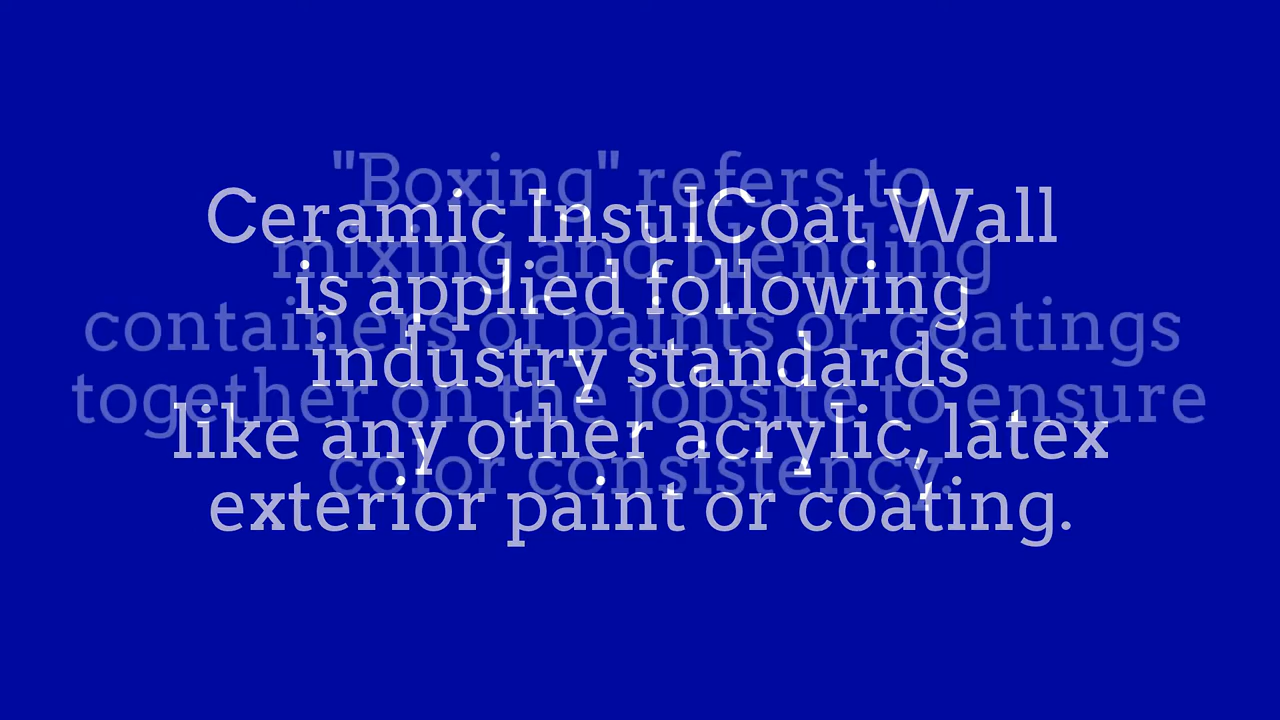 "Boxing" refers to
mixing and blending
containers of paints or coatings
together on the jobsite to ensure
color consistency.
Ceramic InsulCoat Wall
is applied following
industry standards
like any other acrylic, latex
exterior paint or coating.